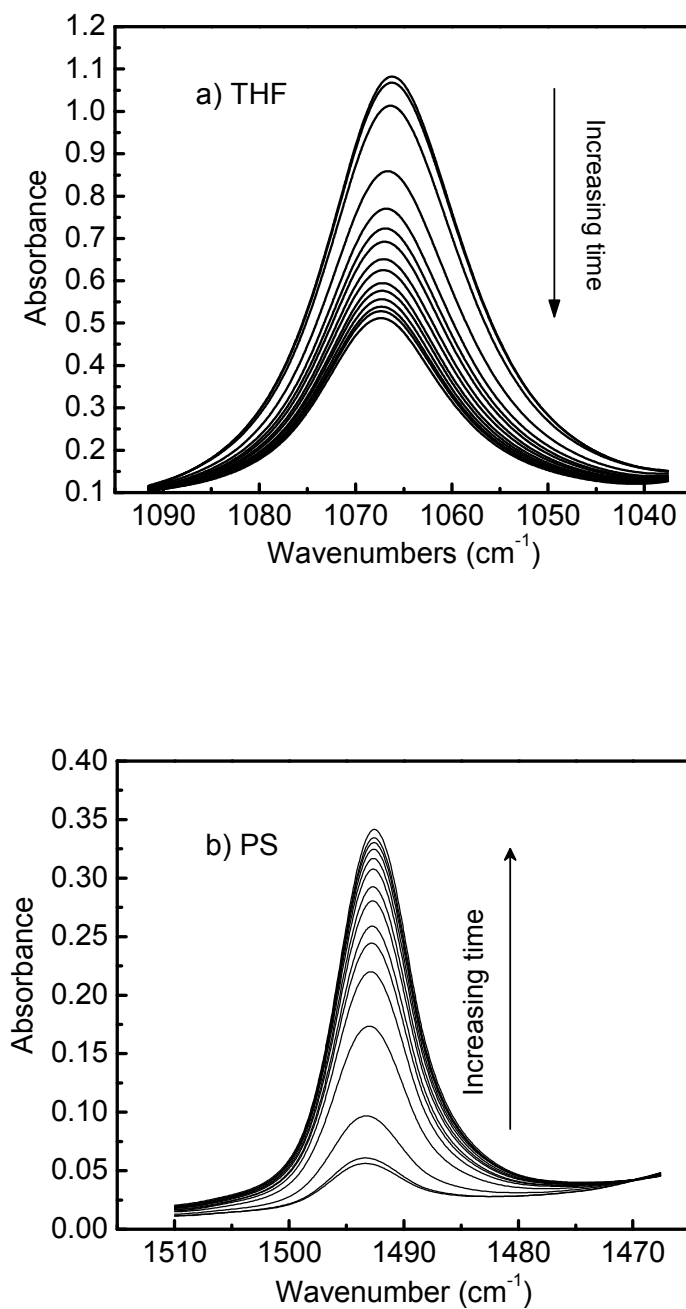 1.2
1.1
1.0
0.9
0.8
0.7
0.6
0.5
0.4
0.3
0.2
0.1
Absorbance
a) THF
Increasing time
1090 1080 1070 1060 1050 1040
Wavenumbers (cm⁻¹)
0.40
0.35
0.30
0.25
0.20
0.15
0.10
0.05
0.00
Absorbance
b) PS
Increasing time
1510 1500 1490 1480 1470
Wavenumber (cm⁻¹)